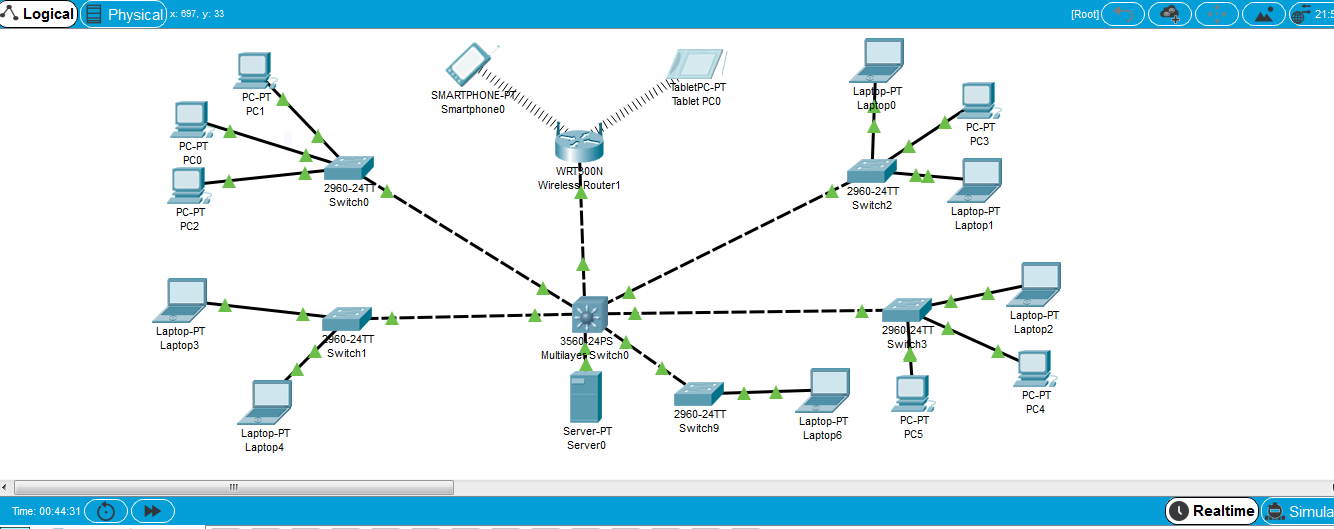 Logical
Physical
x: 697, y: 33
[Root]
PC-PT
PC1
PC-PT
PC0
PC-PT
PC2
2960-24TT
Switch0
SMARTPHONE-PT
Smartphone0
TabletPC-PT
Tablet PC0
WRT300N
Wireless Router1
Laptop-PT
Laptop0
PC-PT
PC3
2960-24TT
Switch2
Laptop-PT
Laptop1
Laptop-PT
Laptop3
2960-24TT
Switch1
Laptop-PT
Laptop4
3560-24PS
Multilayer Switch0
Server-PT
Server0
2960-24TT
Switch9
Laptop-PT
Laptop6
2960-24TT
Switch3
Laptop-PT
Laptop2
PC-PT
PC4
PC-PT
PC5
Time: 00:44:31
Realtime
Simula